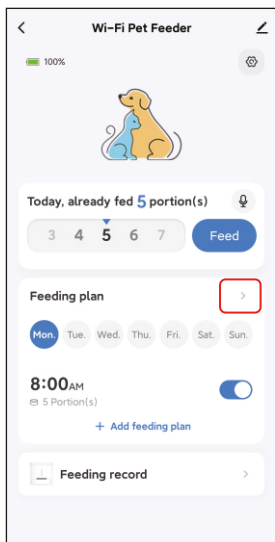 Wi-Fi Pet Feeder
100%
Today, already fed 5 portion(s)
3 4 5 6 7 Feed
Feeding plan
Mon. Tue. Wed. Thu. Fri. Sat. Sun.
8:00AM
5 Portion(s)
+ Add feeding plan
Feeding record